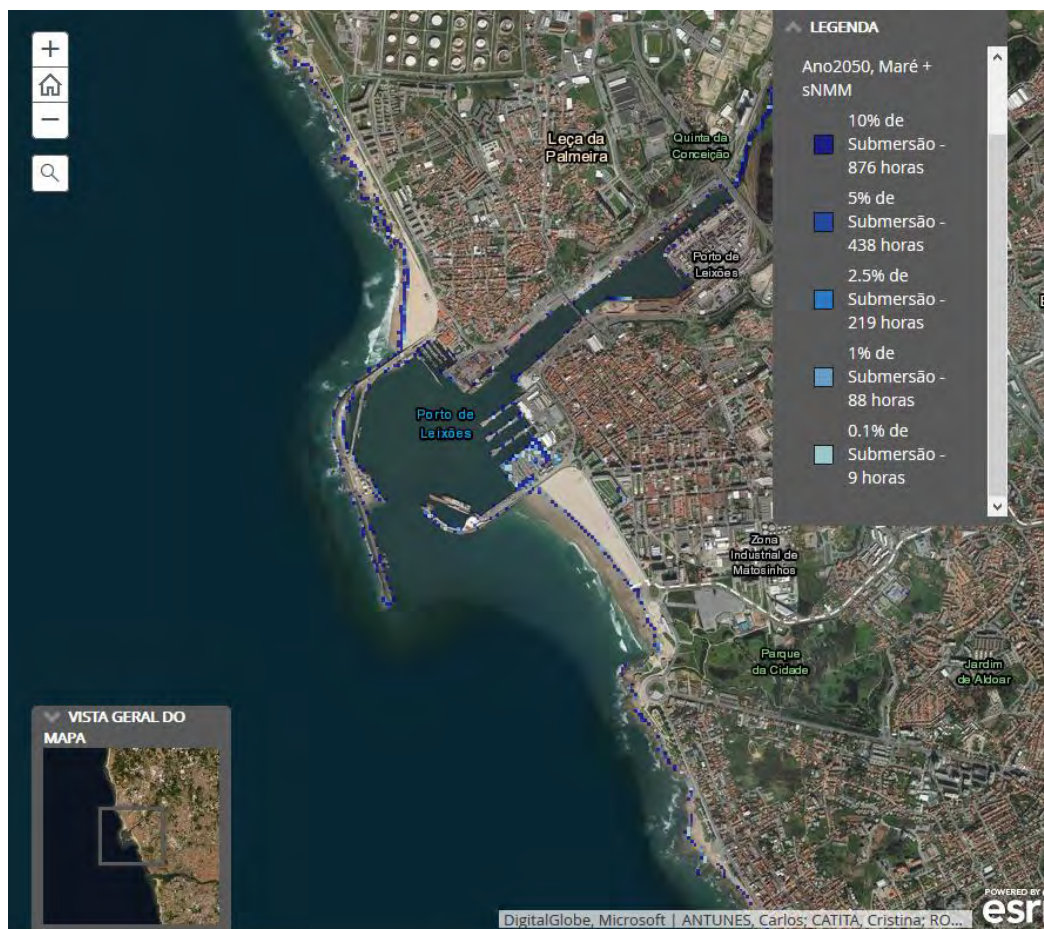 +
−
Leça da
Palmeira
Quinta da
Conceição
Porto de
Leixões
Porto de
Leixões
Zona
Industrial de
Matosinhos
Parque
da Cidade
Jardim
de Aldoar
LEGENDA
Ano2050, Maré +
sNMM
10% de
Submersão -
876 horas
5% de
Submersão -
438 horas
2.5% de
Submersão -
219 horas
1% de
Submersão -
88 horas
0.1% de
Submersão -
9 horas
VISTA GERAL DO
MAPA
POWERED BY
esri
DigitalGlobe, Microsoft | ANTUNES, Carlos; CATITA, Cristina; RO...